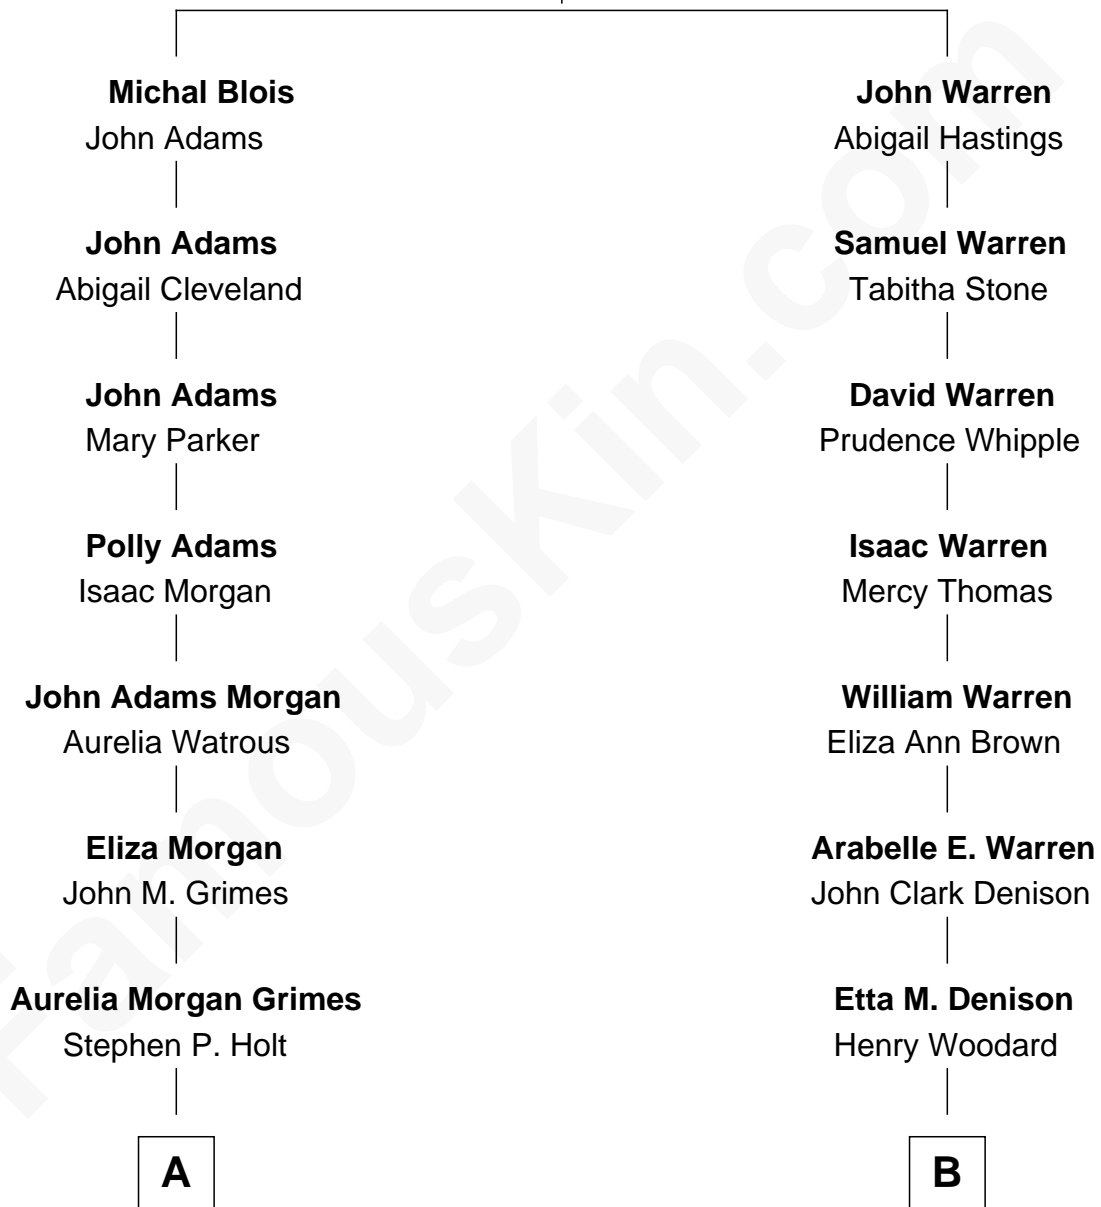 Michal Blois
John Adams
John Adams
Abigail Cleveland
John Adams
Mary Parker
Polly Adams
Isaac Morgan
John Adams Morgan
Aurelia Watrous
Eliza Morgan
John M. Grimes
Aurelia Morgan Grimes
Stephen P. Holt
A
John Warren
Abigail Hastings
Samuel Warren
Tabitha Stone
David Warren
Prudence Whipple
Isaac Warren
Mercy Thomas
William Warren
Eliza Ann Brown
Arabelle E. Warren
John Clark Denison
Etta M. Denison
Henry Woodard
B
FamousKin.com